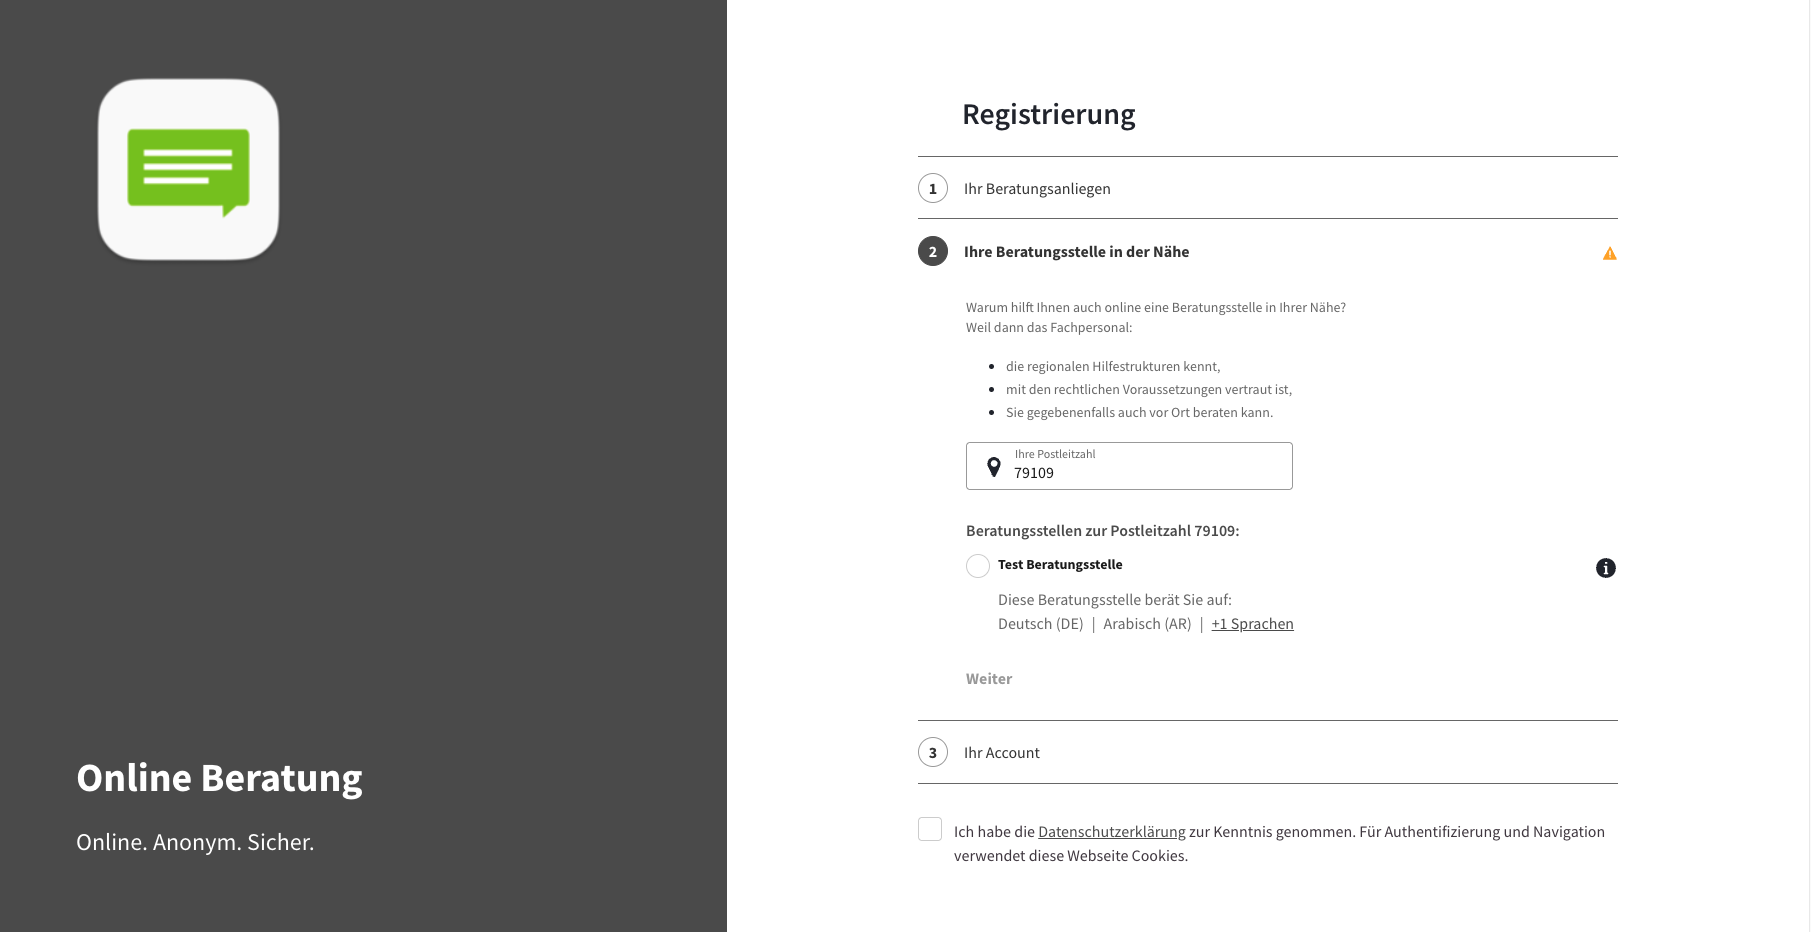 Registrierung
1 Ihr Beratungsanliegen
2 Ihre Beratungsstelle in der Nähe
Warum hilft Ihnen auch online eine Beratungsstelle in Ihrer Nähe?
Weil dann das Fachpersonal:
die regionalen Hilfestrukturen kennt,
mit den rechtlichen Voraussetzungen vertraut ist,
Sie gegebenenfalls auch vor Ort beraten kann.
Ihre Postleitzahl
79109
Beratungsstellen zur Postleitzahl 79109:
Test Beratungsstelle
Diese Beratungsstelle berät Sie auf:
Deutsch (DE) | Arabisch (AR) | +1 Sprachen
Weiter
3 Ihr Account
Ich habe die Datenschutzerklärung zur Kenntnis genommen. Für Authentifizierung und Navigation
verwendet diese Webseite Cookies.
Online Beratung
Online. Anonym. Sicher.